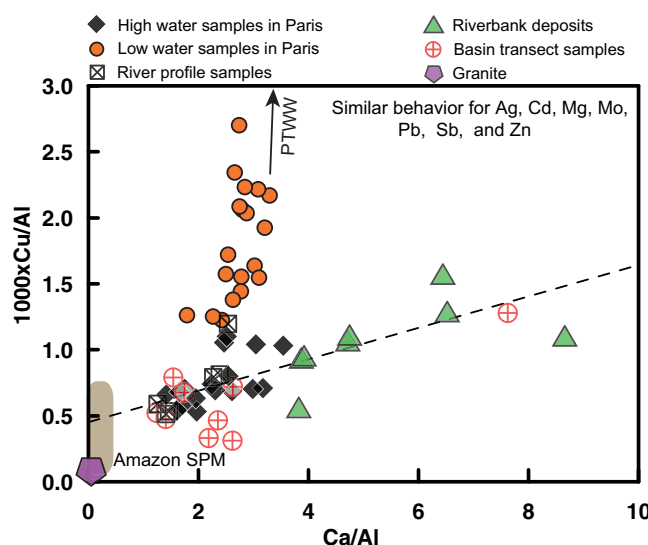 High water samples in Paris
Low water samples in Paris
River profile samples
Riverbank deposits
Basin transect samples
Granite
3.0
2.5
2.0
1.5
1.0
0.5
0.0
1000xCu/Al
PTWW
Similar behavior for Ag, Cd, Mg, Mo,
Pb, Sb, and Zn
Amazon SPM
0 2 4 6 8 10
Ca/Al